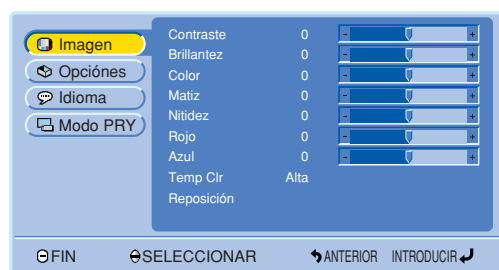 Imagen
Opciónes
Idioma
Modo PRY
Contraste 0 - +
Brillantez 0 - +
Color 0 - +
Matiz 0 - +
Nitidez 0 - +
Rojo 0 - +
Azul 0 - +
Temp Clr Alta
Reposición
FIN SELECCIONAR ANTERIOR INTRODUCIR